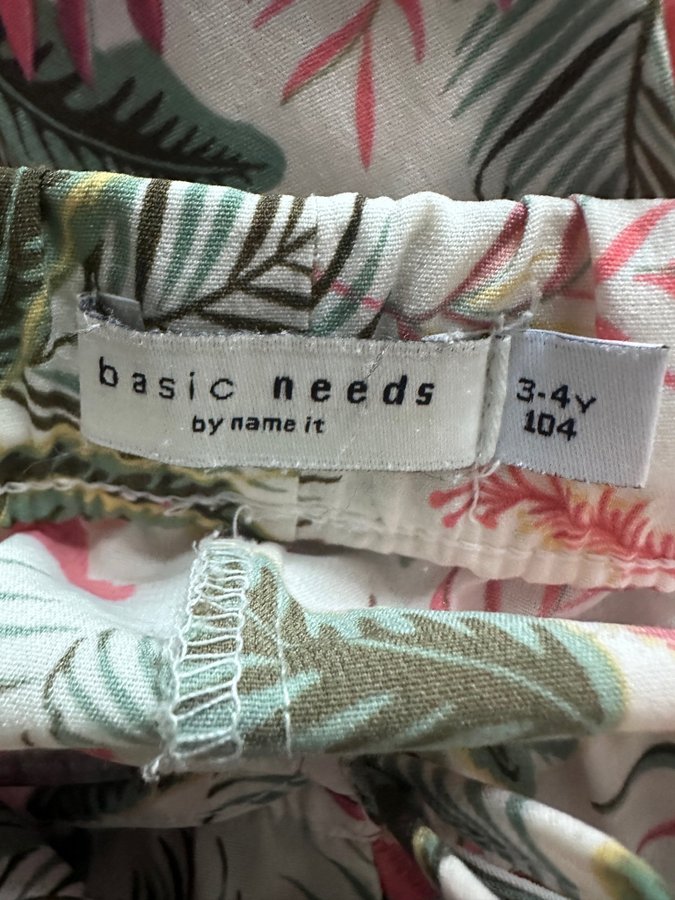 basic needs
by name it
3-4Y
104